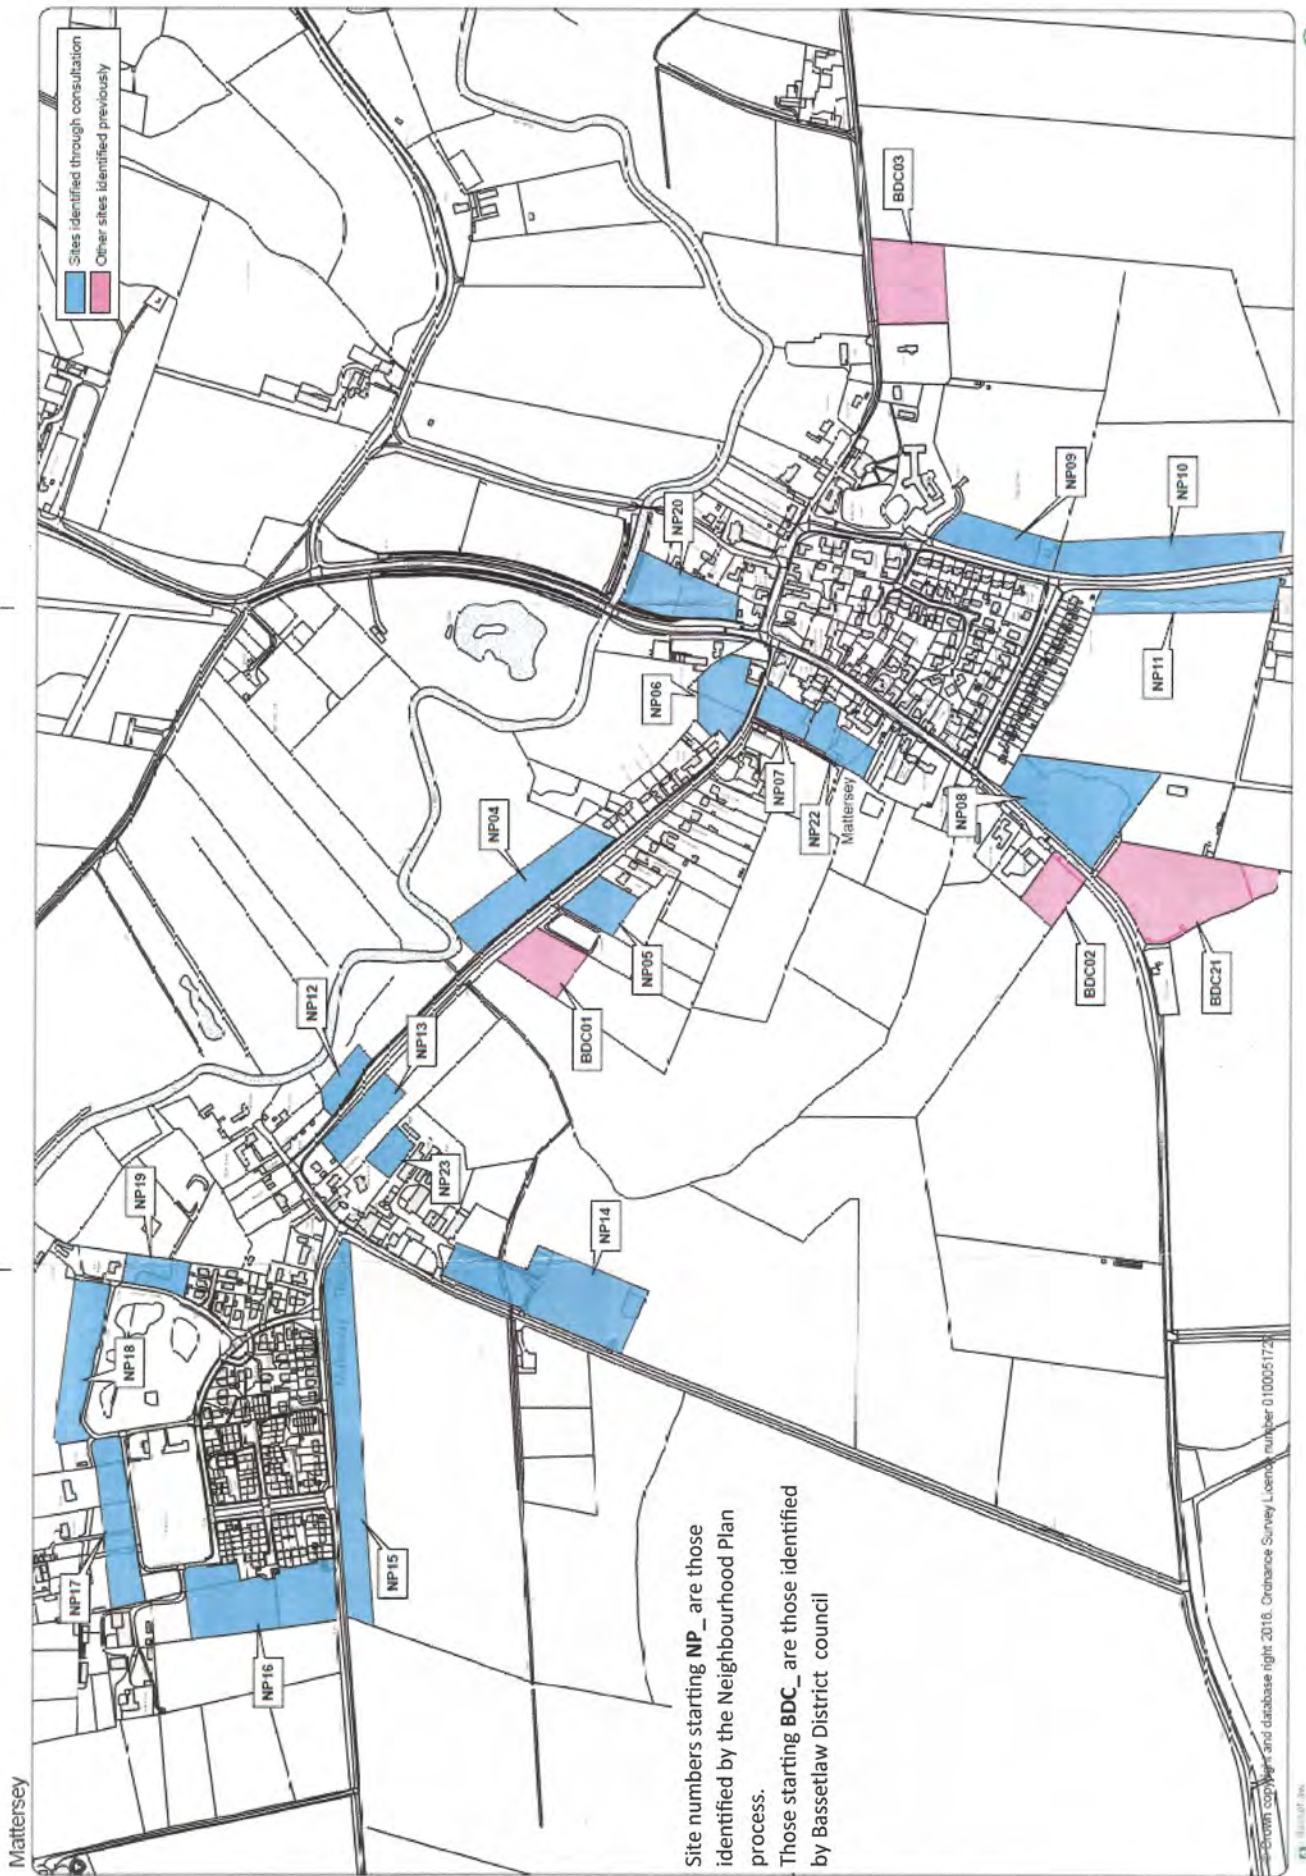 Mattersey
Sites identified through consultation
Other sites identified previously
NP17
NP18
NP19
NP16
NP15
NP12
NP13
NP23
NP14
NP04
NP05
BDC01
NP06
NP20
NP07
NP22
Mattersey
NP08
BDC02
BDC21
BDC03
NP09
NP10
NP11
Site numbers starting NP_ are those
identified by the Neighbourhood Plan
process.
Those starting BDC_ are those identified
by Bassetlaw District council
© Crown copyright and database right 2016. Ordnance Survey Licence number 0100051727